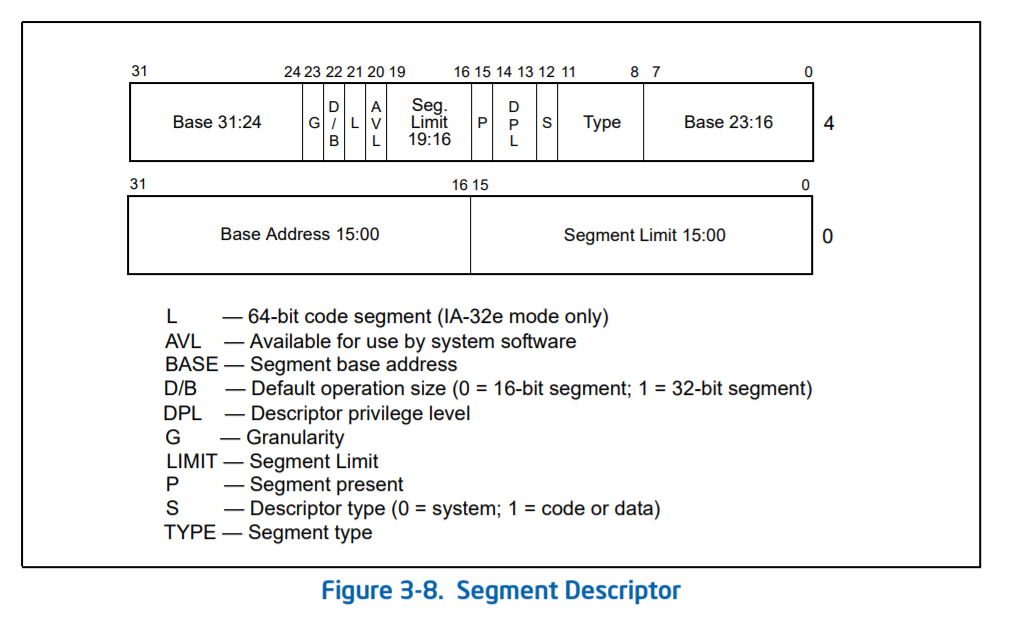 31 24 23 22 21 20 19 16 15 14 13 12 11 8 7 0
Base 31:24 G D/B L AVL Seg. Limit 19:16 P DPL S Type Base 23:16 4
31 16 15 0
Base Address 15:00 Segment Limit 15:00 0
L — 64-bit code segment (IA-32e mode only)
AVL — Available for use by system software
BASE — Segment base address
D/B — Default operation size (0 = 16-bit segment; 1 = 32-bit segment)
DPL — Descriptor privilege level
G — Granularity
LIMIT — Segment Limit
P — Segment present
S — Descriptor type (0 = system; 1 = code or data)
TYPE — Segment type
Figure 3-8. Segment Descriptor